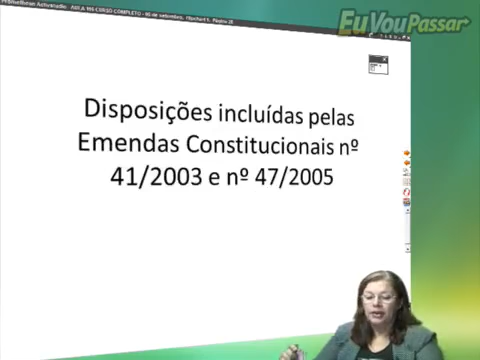 EuVouPassar
Disposições incluídas pelas
Emendas Constitucionais nº
41/2003 e nº 47/2005